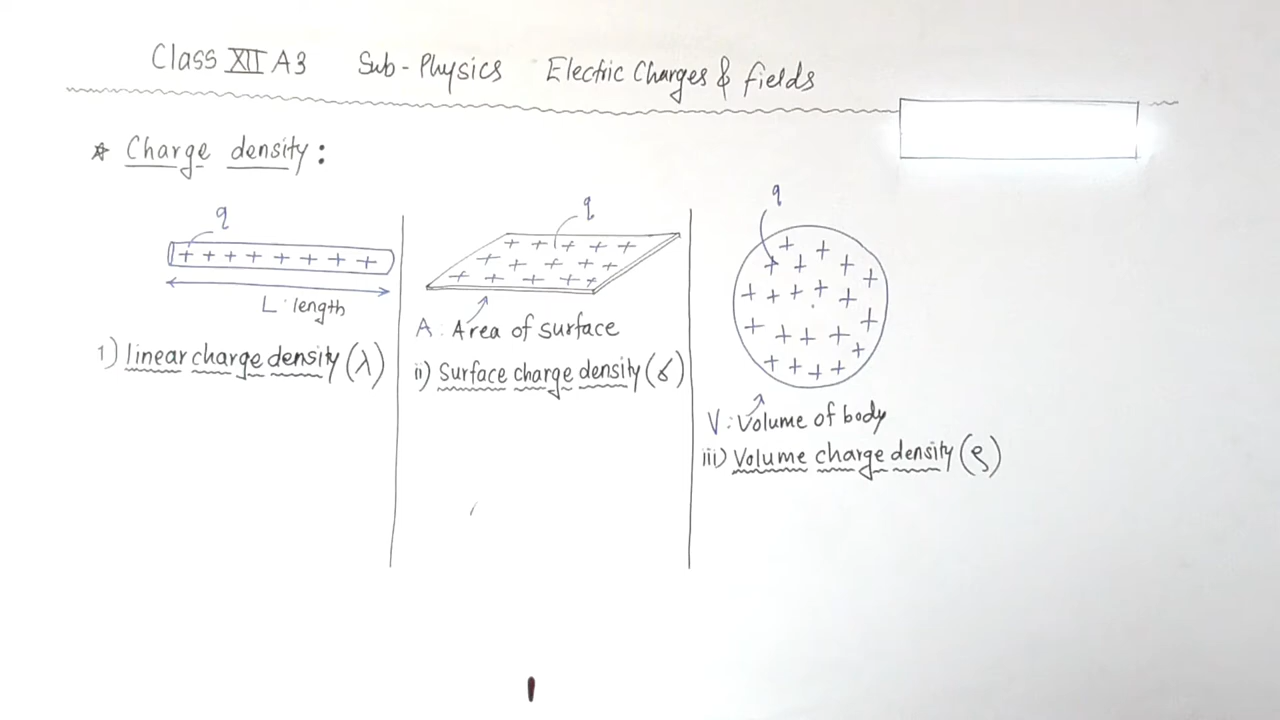 Class XII A3 Sub - Physics Electric Charges & fields
* Charge density :
q
+ + + + + + + + +
L : length
1) linear charge density (λ)
q
+ + + + +
+ + + + +
+ + + + +
A : Area of surface
ii) Surface charge density (σ)
q
+ + + + + + + + + + + + + + + + + + + + + +
V : Volume of body
iii) Volume charge density (ρ)